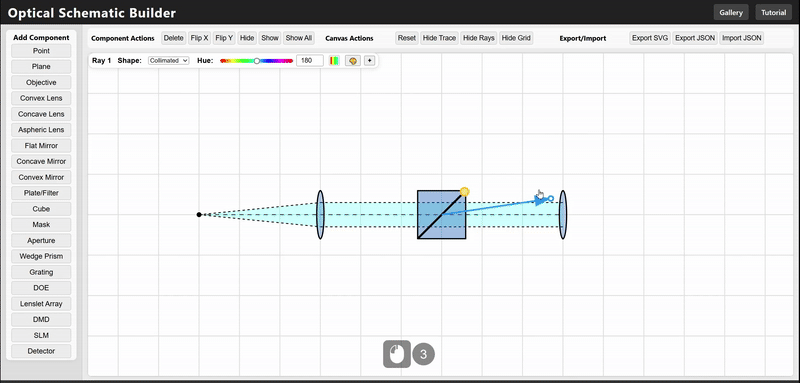 Optical Schematic Builder
Gallery
Tutorial
Add Component
Point
Plane
Objective
Convex Lens
Concave Lens
Aspheric Lens
Flat Mirror
Concave Mirror
Convex Mirror
Plate/Filter
Cube
Mask
Aperture
Wedge Prism
Grating
DOE
Lenslet Array
DMD
SLM
Detector
Component Actions
Delete
Flip X
Flip Y
Hide
Show
Show All
Canvas Actions
Reset
Hide Trace
Hide Rays
Hide Grid
Export/Import
Export SVG
Export JSON
Import JSON
Ray 1 Shape: Collimated Hue: 180 +
3